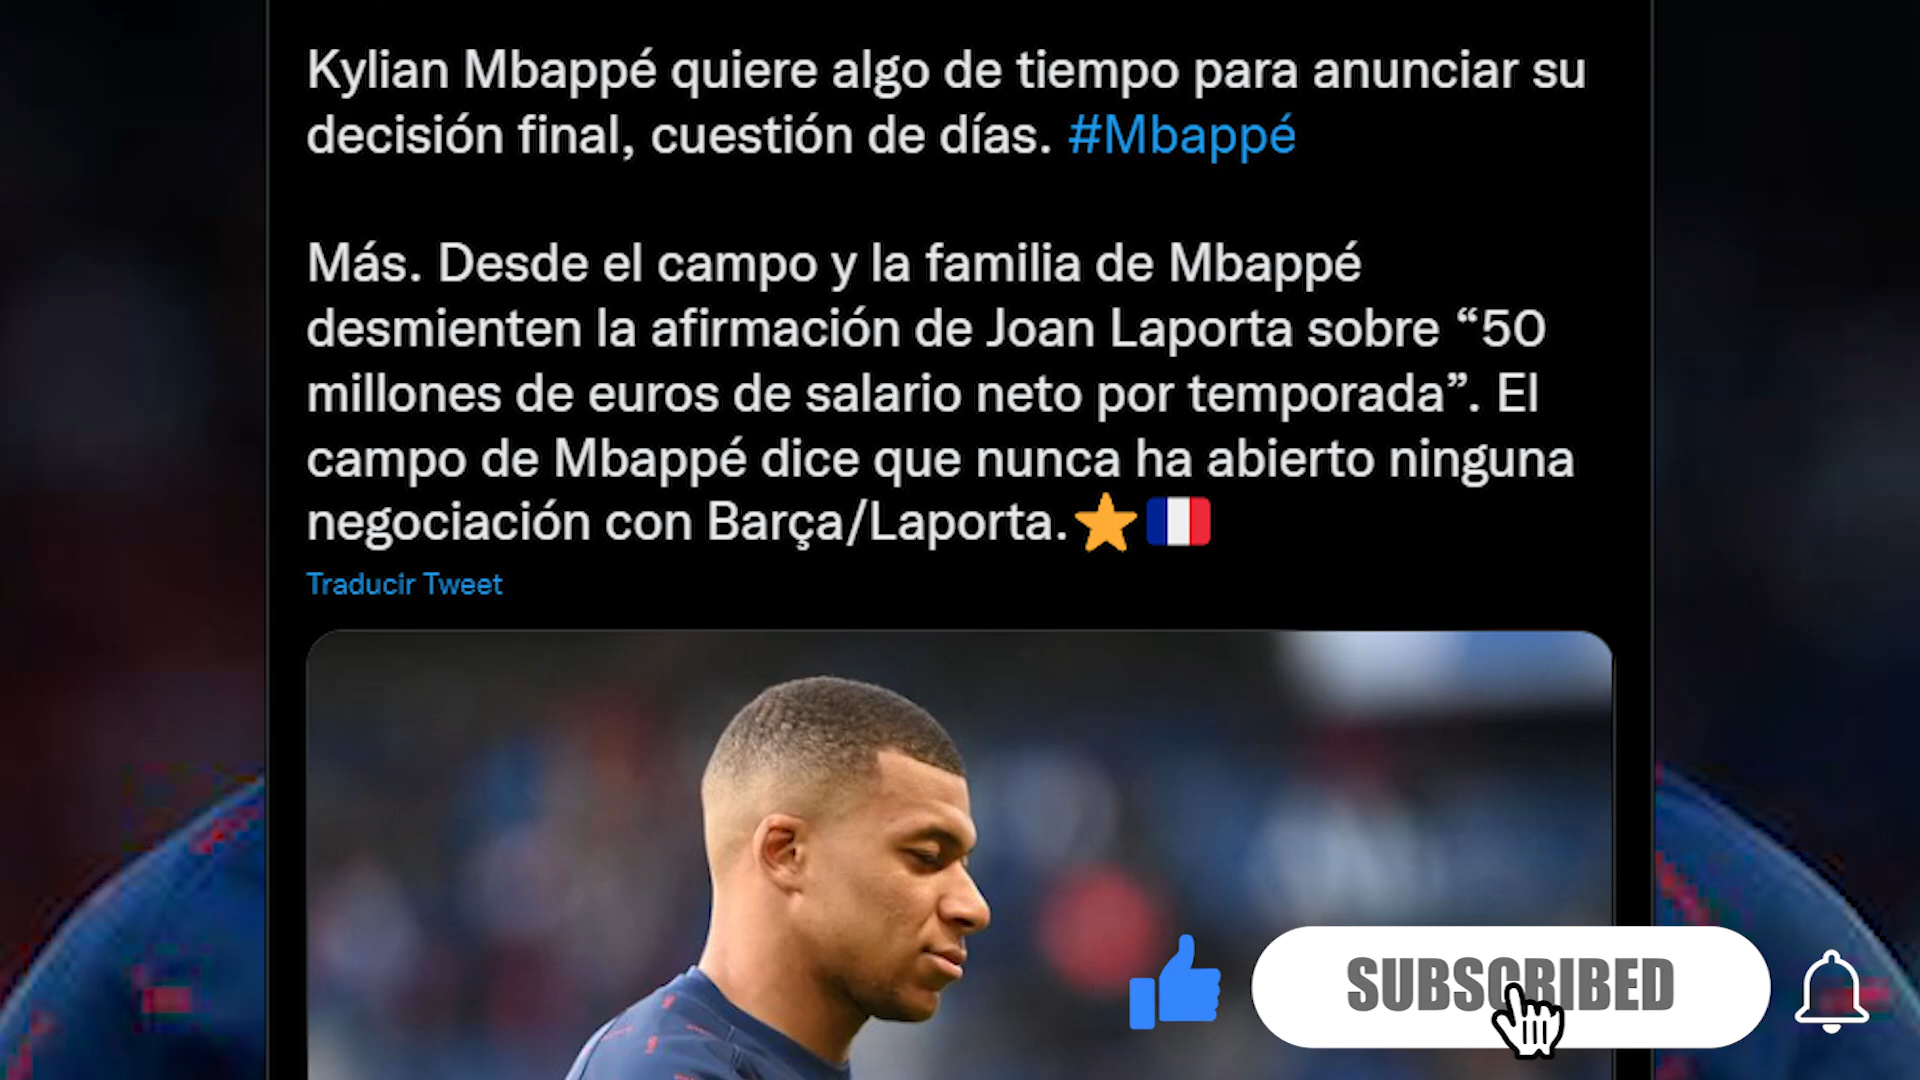 Kylian Mbappé quiere algo de tiempo para anunciar su
decisión final, cuestión de días. #Mbappé
Más. Desde el campo y la familia de Mbappé
desmienten la afirmación de Joan Laporta sobre “50
millones de euros de salario neto por temporada”. El
campo de Mbappé dice que nunca ha abierto ninguna
negociación con Barça/Laporta.
Traducir Tweet
SUBSCRIBED